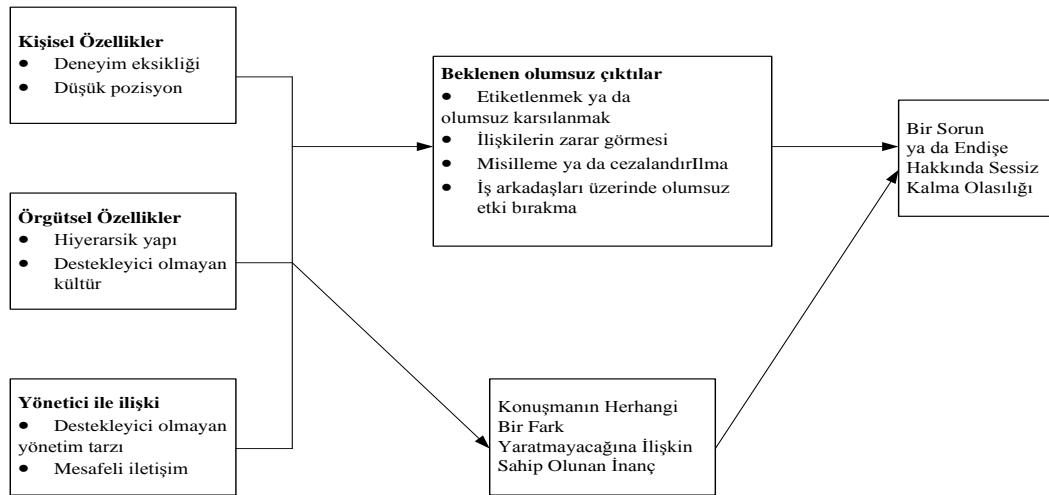 Kişisel Özellikler
● Deneyim eksikliği
● Düşük pozisyon
Örgütsel Özellikler
● Hiyerarsik yapı
● Destekleyici olmayan
kültür
Yönetici ile ilişki
● Destekleyici olmayan
yönetim tarzı
● Mesafeli iletişim
Beklenen olumsuz çıktılar
● Etiketlenmek ya da
olumsuz karsılanmak
● İlişkilerin zarar görmesi
● Misilleme ya da cezalandırIlma
● İş arkadaşları üzerinde olumsuz
etki bırakma
Konuşmanın Herhangi
Bir Fark
Yaratmayacağına İlişkin
Sahip Olunan İnanç
Bir Sorun
ya da Endişe
Hakkında Sessiz
Kalma Olasılığı